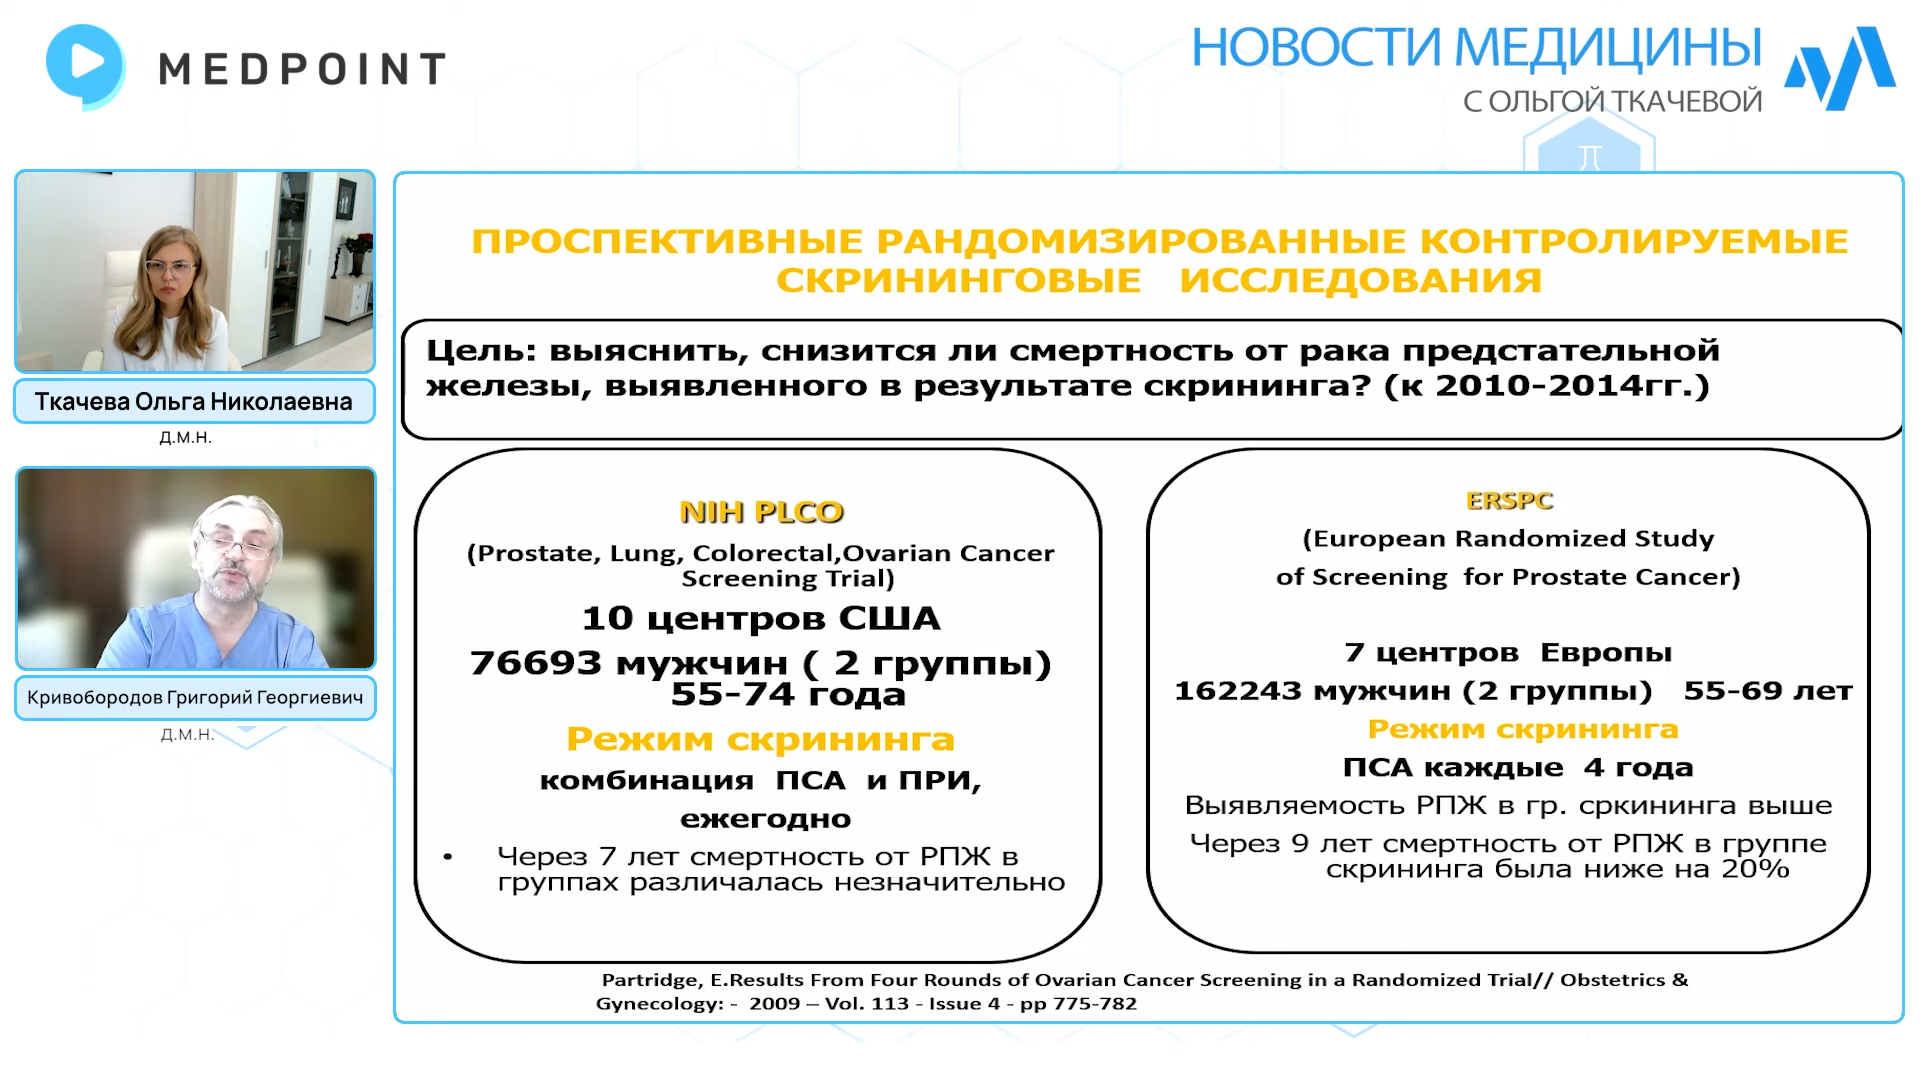 MEDPOINT
НОВОСТИ МЕДИЦИНЫ
С ОЛЬГОЙ ТКАЧЕВОЙ
Ткачева Ольга Николаевна
д.м.н.
Кривобородов Григорий Георгиевич
д.м.н.
ПРОСПЕКТИВНЫЕ РАНДОМИЗИРОВАННЫЕ КОНТРОЛИРУЕМЫЕ
СКРИНИНГОВЫЕ ИССЛЕДОВАНИЯ
Цель: выяснить, снизится ли смертность от рака предстательной
железы, выявленного в результате скрининга? (к 2010-2014гг.)
NIH PLCO
(Prostate, Lung, Colorectal,Ovarian Cancer
Screening Trial)
10 центров США
76693 мужчин ( 2 группы)
55-74 года
Режим скрининга
комбинация ПСА и ПРИ,
ежегодно
• Через 7 лет смертность от РПЖ в
группах различалась незначительно
ERSPC
(European Randomized Study
of Screening for Prostate Cancer)
7 центров Европы
162243 мужчин (2 группы) 55-69 лет
Режим скрининга
ПСА каждые 4 года
Выявляемость РПЖ в гр. сркининга выше
Через 9 лет смертность от РПЖ в группе
скрининга была ниже на 20%
Partridge, E.Results From Four Rounds of Ovarian Cancer Screening in a Randomized Trial// Obstetrics &
Gynecology: - 2009 – Vol. 113 - Issue 4 - pp 775-782